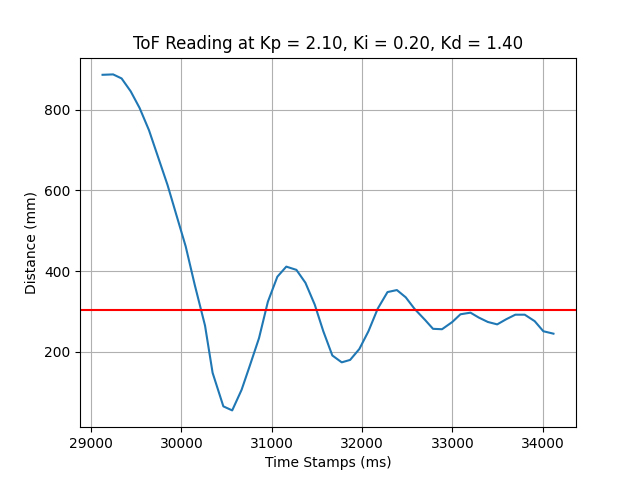 ToF Reading at Kp = 2.10, Ki = 0.20, Kd = 1.40
Distance (mm)
800
600
400
200
29000 30000 31000 32000 33000 34000
Time Stamps (ms)